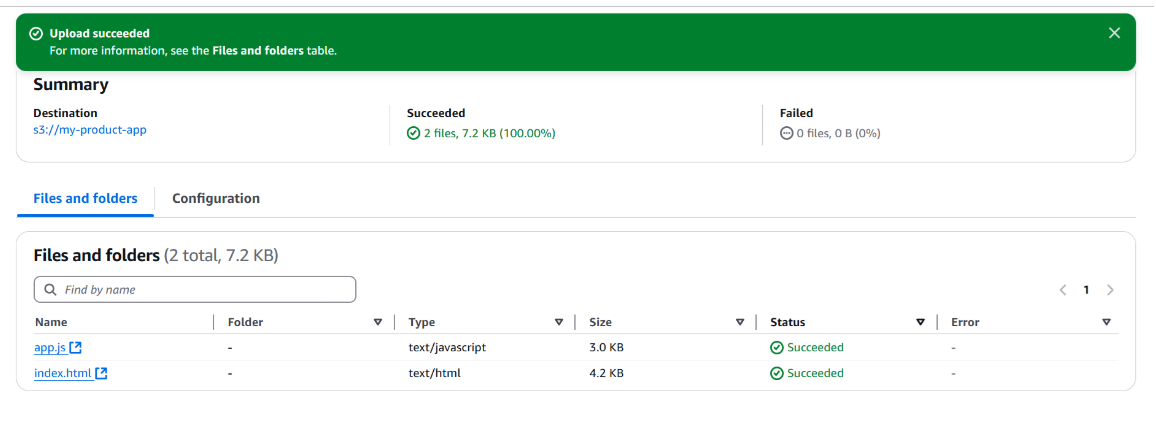 Upload succeeded
For more information, see the Files and folders table.
Summary
Destination
s3://my-product-app
Succeeded
2 files, 7.2 KB (100.00%)
Failed
0 files, 0 B (0%)
Files and folders
Configuration
Files and folders (2 total, 7.2 KB)
Find by name
1
Name Folder Type Size Status Error
app.js - text/javascript 3.0 KB Succeeded -
index.html - text/html 4.2 KB Succeeded -